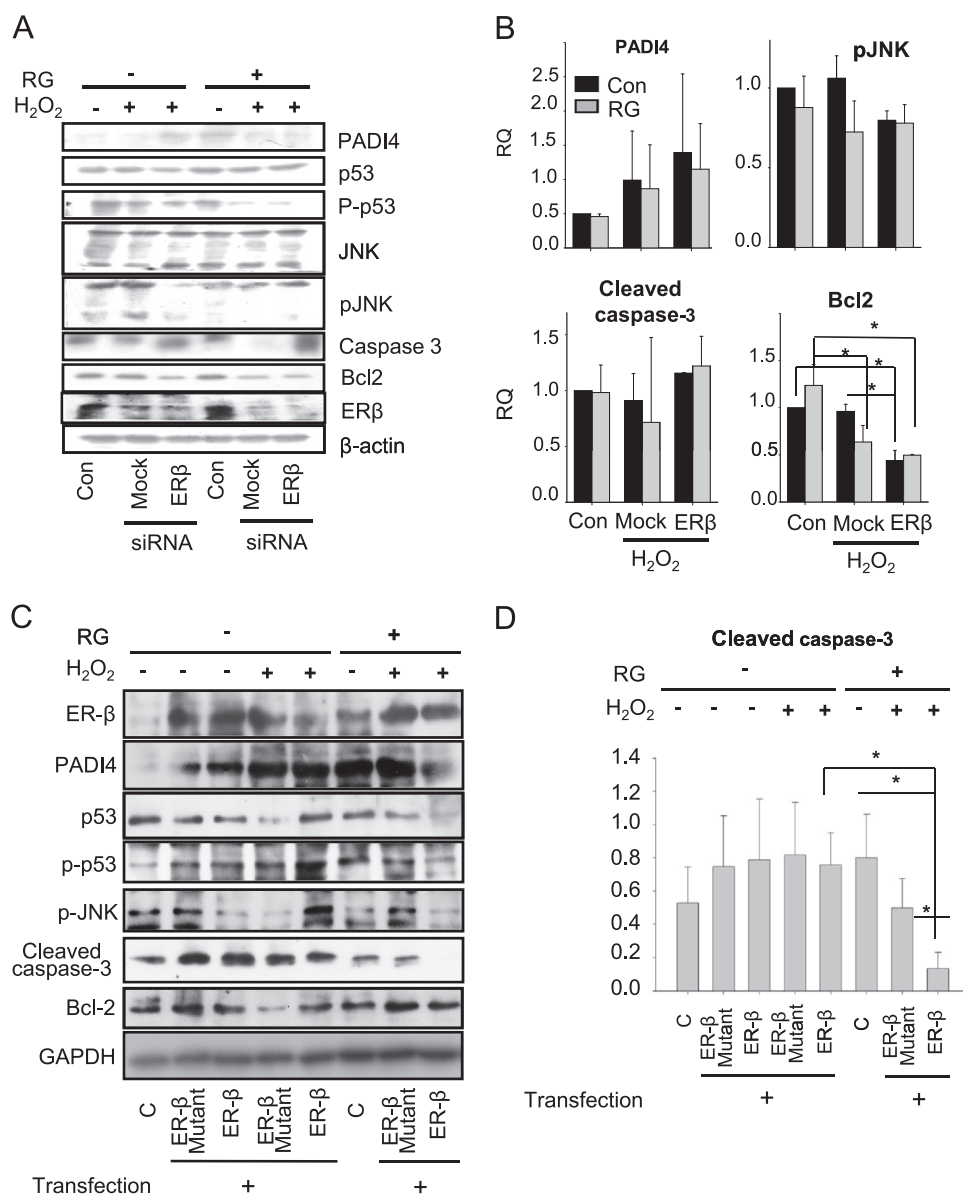 A
RG - +
H2O2 - + + - + +
PADI4
p53
P-p53
JNK
pJNK
Caspase 3
Bcl2
ERβ
β-actin
Con Mock ERβ Con Mock ERβ
siRNA siRNA
B
PADI4
RQ
2.5
2.0
1.5
1.0
0.5
0.0
Con
RG
pJNK
1.0
0.5
0.0
Cleaved
caspase-3
RQ
1.5
1.0
0.5
0.0
Con Mock ERβ
H2O2
Bcl2
1.5
1.0
0.5
0.0
*
* *
*
Con Mock ERβ
H2O2
C
RG - +
H2O2 - - - + + - + +
ER-β
PADI4
p53
p-p53
p-JNK
Cleaved
caspase-3
Bcl-2
GAPDH
C ER-β Mutant ER-β ER-β Mutant ER-β C ER-β Mutant ER-β
Transfection + +
D
Cleaved caspase-3
RG - +
H2O2 - - - + + - + +
1.4
1.2
1.0
0.8
0.6
0.4
0.2
0.0
*
*
*
C ER-β Mutant ER-β ER-β Mutant ER-β C ER-β Mutant ER-β
Transfection + +